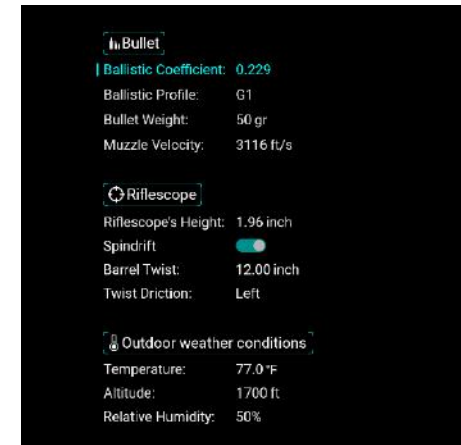 Bullet
Ballistic Coefficient: 0.229
Ballistic Profile: G1
Bullet Weight: 50 gr
Muzzle Velocity: 3116 ft/s
Riflescope
Riflescope's Height: 1.96 inch
Spindrift
Barrel Twist: 12.00 inch
Twist Driction: Left
Outdoor weather conditions
Temperature: 77.0 °F
Altitude: 1700 ft
Relative Humidity: 50%